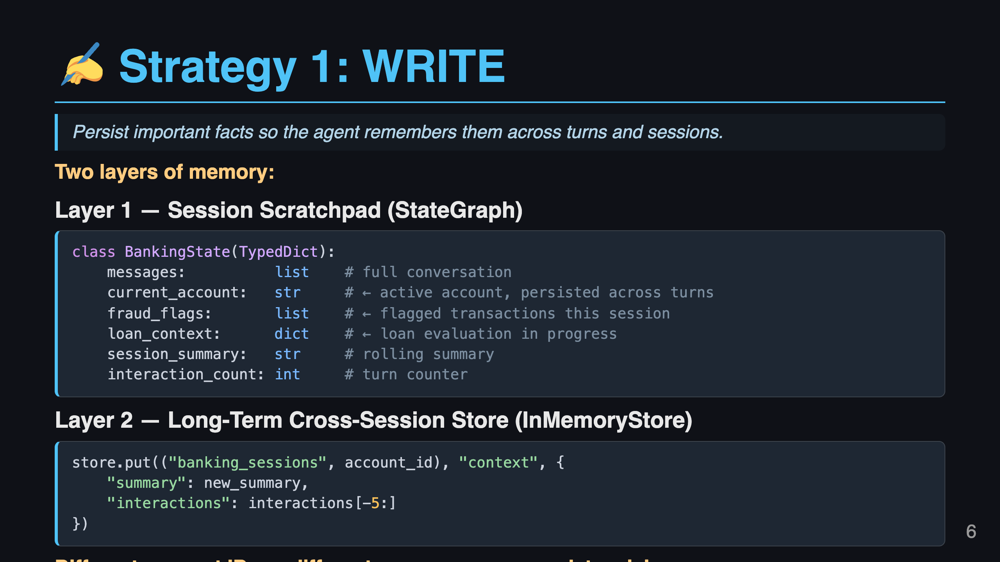 ✍️ Strategy 1: WRITE
Persist important facts so the agent remembers them across turns and sessions.
Two layers of memory:
Layer 1 — Session Scratchpad (StateGraph)
class BankingState(TypedDict):
    messages:          list    # full conversation
    current_account:   str     # ← active account, persisted across turns
    fraud_flags:       list    # ← flagged transactions this session
    loan_context:      dict    # ← loan evaluation in progress
    session_summary:   str     # rolling summary
    interaction_count: int     # turn counter
Layer 2 — Long-Term Cross-Session Store (InMemoryStore)
store.put(("banking_sessions", account_id), "context", {
    "summary": new_summary,
    "interactions": interactions[-5:]
})
6